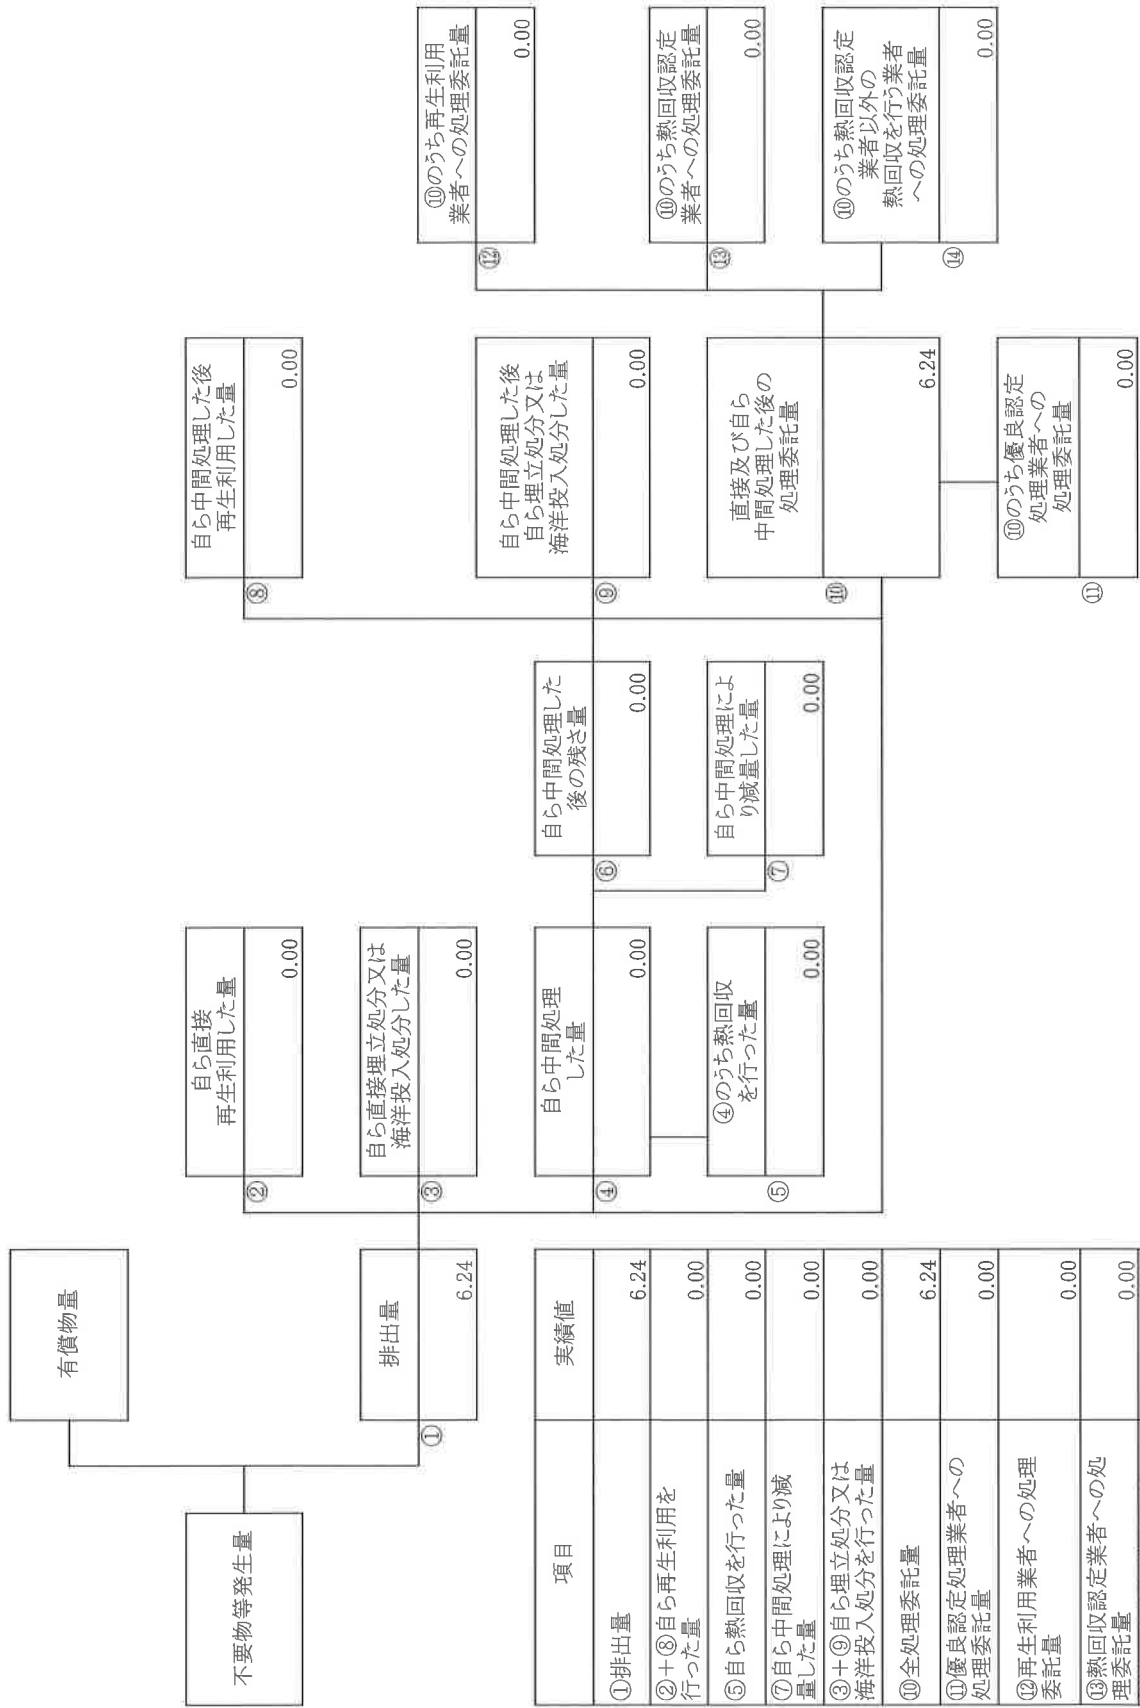 有償物量
不要物等発生量
排出量
①
6.24
自ら直接
再生利用した量
②
0.00
自ら直接埋立処分又は
海洋投入処分した量
③
0.00
自ら中間処理
した量
④
0.00
④のうち熱回収
を行った量
⑤
0.00
自ら中間処理した
後の残さ量
⑥
0.00
自ら中間処理によ
り減量した量
⑦
0.00
自ら中間処理した後
再生利用した量
⑧
0.00
自ら中間処理した後
自ら埋立処分又は
海洋投入処分した量
⑨
0.00
直接及び自ら
中間処理した後の
処理委託量
⑩
6.24
⑩のうち優良認定
処理業者への
処理委託量
⑪
0.00
⑩のうち再生利用
業者への処理委託量
⑫
0.00
⑩のうち熱回収認定
業者への処理委託量
⑬
0.00
⑩のうち熱回収認定
業者以外の
熱回収を行う業者
への処理委託量
⑭
0.00
項目 実績値
①排出量 6.24
②+⑧自ら再生利用を
行った量 0.00
⑤自ら熱回収を行った量 0.00
⑦自ら中間処理により減
量した量 0.00
③+⑨自ら埋立処分又は
海洋投入処分を行った量 0.00
⑩全処理委託量 6.24
⑪優良認定処理業者への
処理委託量 0.00
⑫再生利用業者への処理
委託量 0.00
⑬熱回収認定業者への処
理委託量 0.00